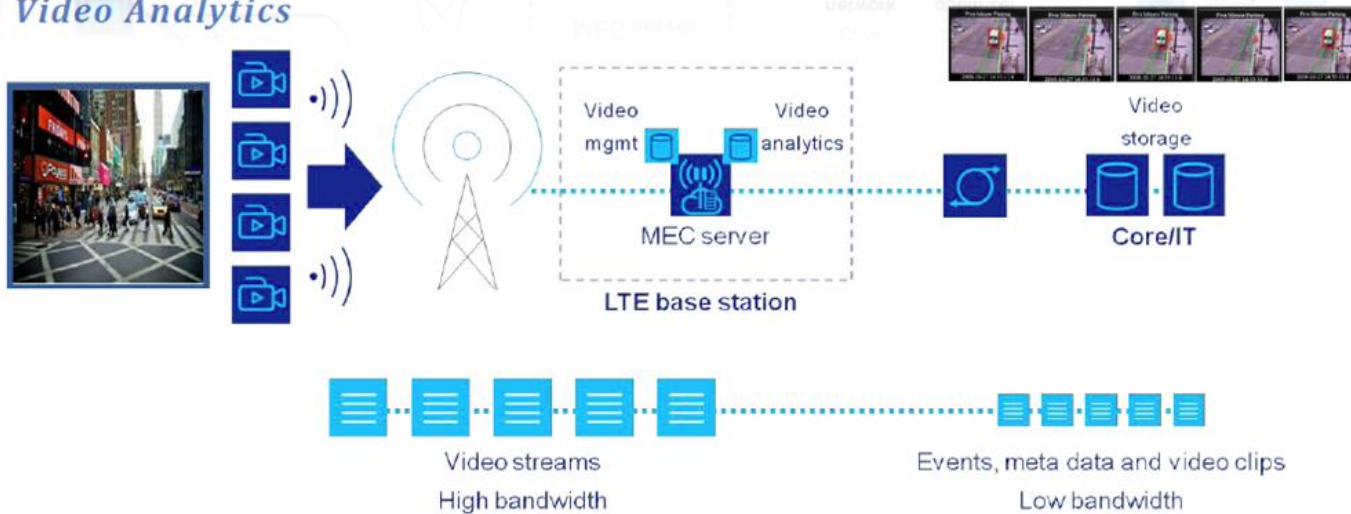 Video Analytics
Video
mgmt
Video
analytics
MEC server
LTE base station
Video
storage
Core/IT
Video streams
High bandwidth
Events, meta data and video clips
Low bandwidth